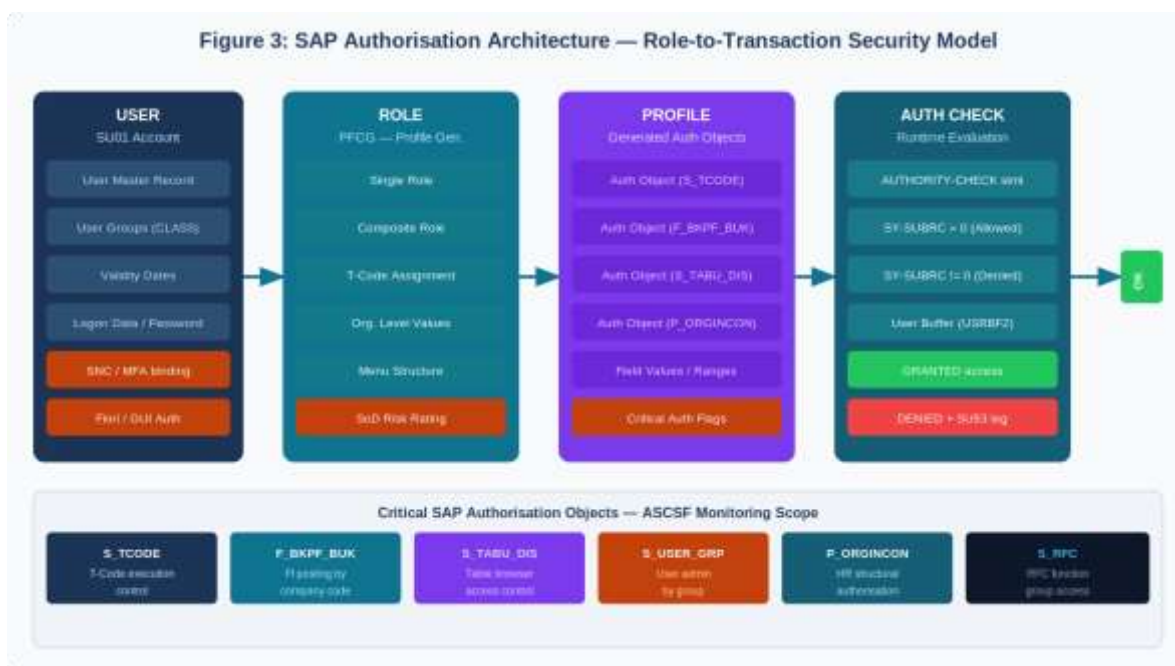 Figure 3: SAP Authorisation Architecture — Role-to-Transaction Security Model
USER
SU01 Account
User Master Record
User Groups (CLASS)
Validity Dates
Logon Data / Password
SNC / MFA binding
Fiori / GUI Auth
ROLE
PFCG — Profile Gen.
Single Role
Composite Role
T-Code Assignment
Org. Level Values
Menu Structure
SoD Risk Rating
PROFILE
Generated Auth Objects
Auth Object (S_TCODE)
Auth Object (F_BKPF_BUK)
Auth Object (S_TABU_DIS)
Auth Object (P_ORGINCON)
Field Values / Ranges
Critical Auth Flags
AUTH CHECK
Runtime Evaluation
AUTHORITY-CHECK stmt
SY-SUBRC = 0 (Allowed)
SY-SUBRC != 0 (Denied)
User Buffer (USRBF2)
GRANTED access
DENIED + SU53 log
OK
Critical SAP Authorisation Objects — ASCSF Monitoring Scope
S_TCODE
T-Code execution
control
F_BKPF_BUK
FI posting by
company code
S_TABU_DIS
Table browser
access control
S_USER_GRP
User admin
by group
P_ORGINCON
HR structural
authorisation
S_RFC
RFC function
group access